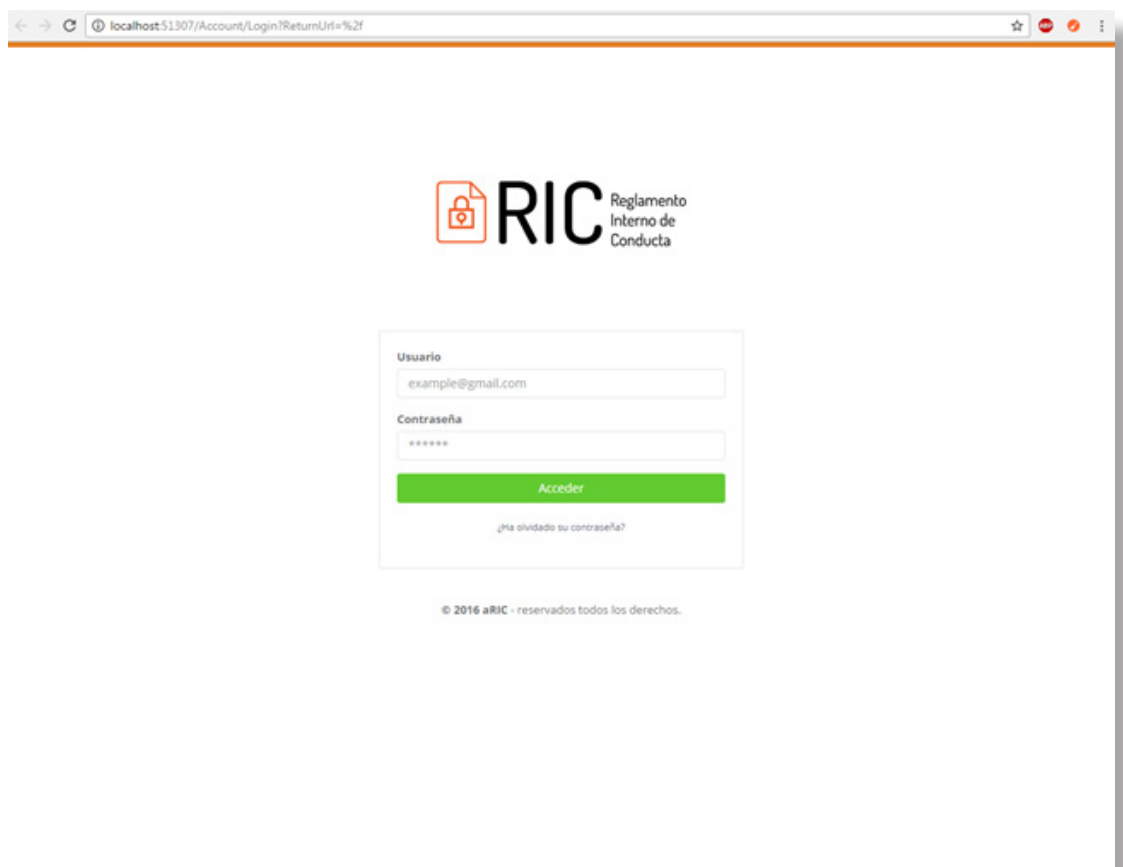 localhost:51307/Account/Login?ReturnUrl=%2f
ABP
RIC
Reglamento
Interno de
Conducta
Usuario
example@gmail.com
Contraseña
******
Acceder
¿Ha olvidado su contraseña?
© 2016 aRIC - reservados todos los derechos.